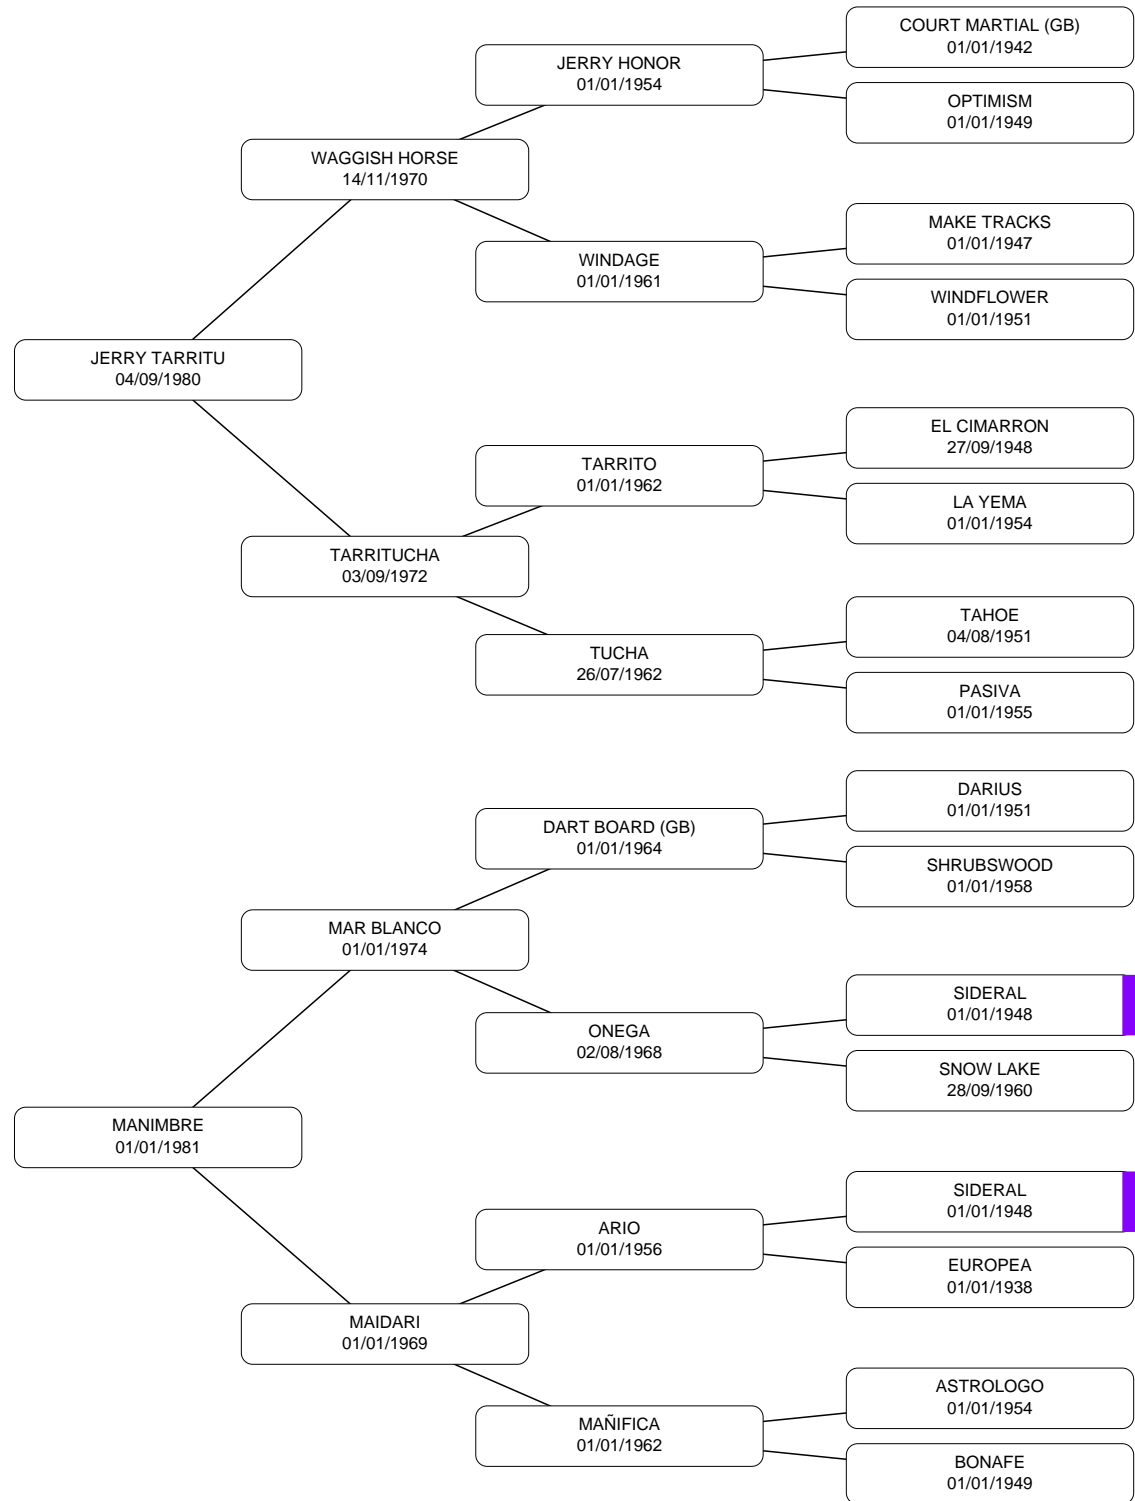 COURT MARTIAL (GB)
01/01/1942
JERRY HONOR
01/01/1954
OPTIMISM
01/01/1949
WAGGISH HORSE
14/11/1970
MAKE TRACKS
01/01/1947
WINDAGE
01/01/1961
WINDFLOWER
01/01/1951
JERRY TARRITU
04/09/1980
EL CIMARRON
27/09/1948
TARRITO
01/01/1962
LA YEMA
01/01/1954
TARRITUCHA
03/09/1972
TAHOE
04/08/1951
TUCHA
26/07/1962
PASIVA
01/01/1955
DARIUS
01/01/1951
DART BOARD (GB)
01/01/1964
SHRUBSWOOD
01/01/1958
MAR BLANCO
01/01/1974
SIDERAL
01/01/1948
ONEGA
02/08/1968
SNOW LAKE
28/09/1960
MANIMBRE
01/01/1981
SIDERAL
01/01/1948
ARIO
01/01/1956
EUROPEA
01/01/1938
MAIDARI
01/01/1969
ASTROLOGO
01/01/1954
MAÑIFICA
01/01/1962
BONAFE
01/01/1949